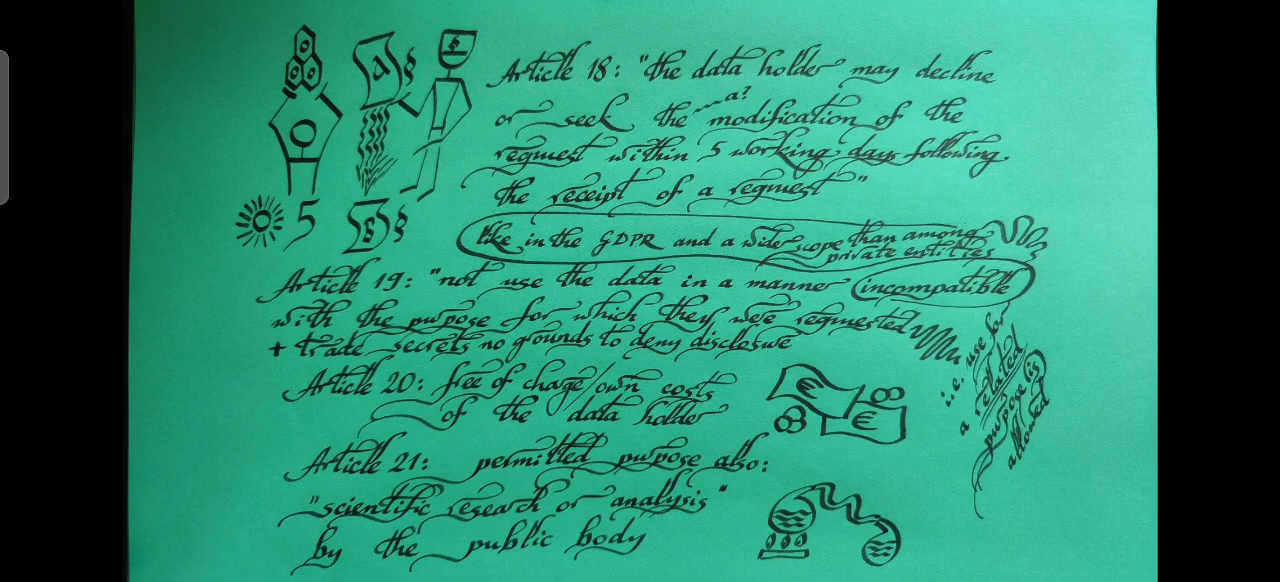 a §
§
5
B §
Article 18: "the data holder may decline
a?
or seek the modification of the
request within 5 working days following
the receipt of a request"
like in the GDPR and a wider scope than among
private entities
Article 19: "not use the data in a manner incompatible
with the purpose for which they were requested
+ trade secrets no grounds to deny disclosure
i.e. use for
a related
purpose is
allowed
Article 20: free of charge/own costs
of the data holder
€ €
Article 21: permitted purpose also:
"scientific research or analysis"
by the public body